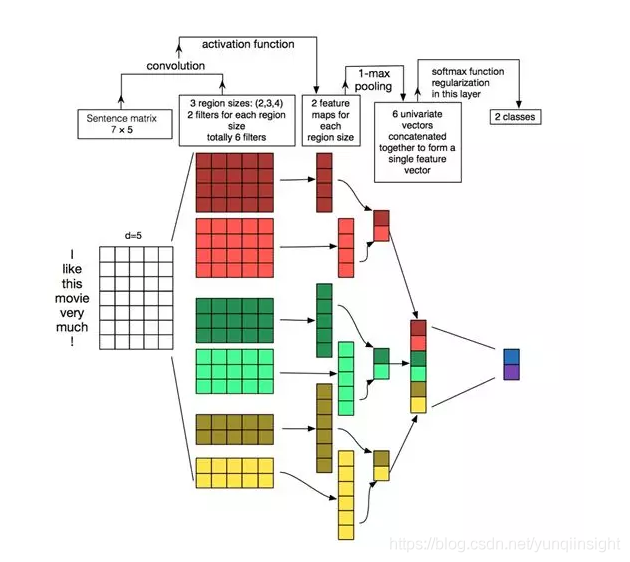 activation function
convolution
1-max
pooling
softmax function
regularization
in this layer
Sentence matrix
7 × 5
3 region sizes: (2,3,4)
2 filters for each region
size
totally 6 filters
2 feature
maps for
each
region size
6 univariate
vectors
concatenated
together to form a
single feature
vector
2 classes
d=5
I
like
this
movie
very
much
!
https://blog.csdn.net/yunqiinsight